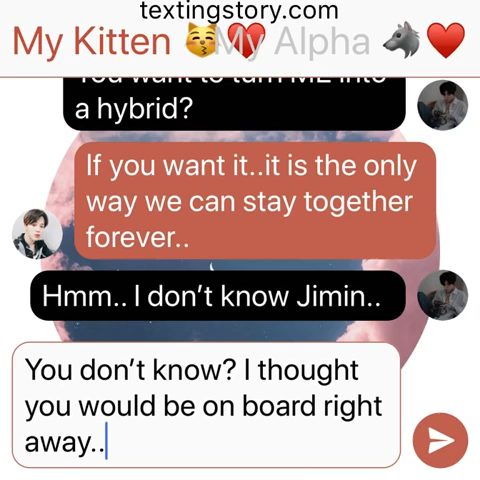 textingstory.com
My Kitten 😽❤️ My Alpha 🐺❤️
You want to turn ME into
a hybrid?
If you want it..it is the only
way we can stay together
forever..
Hmm.. I don’t know Jimin..
You don’t know? I thought
you would be on board right
away..